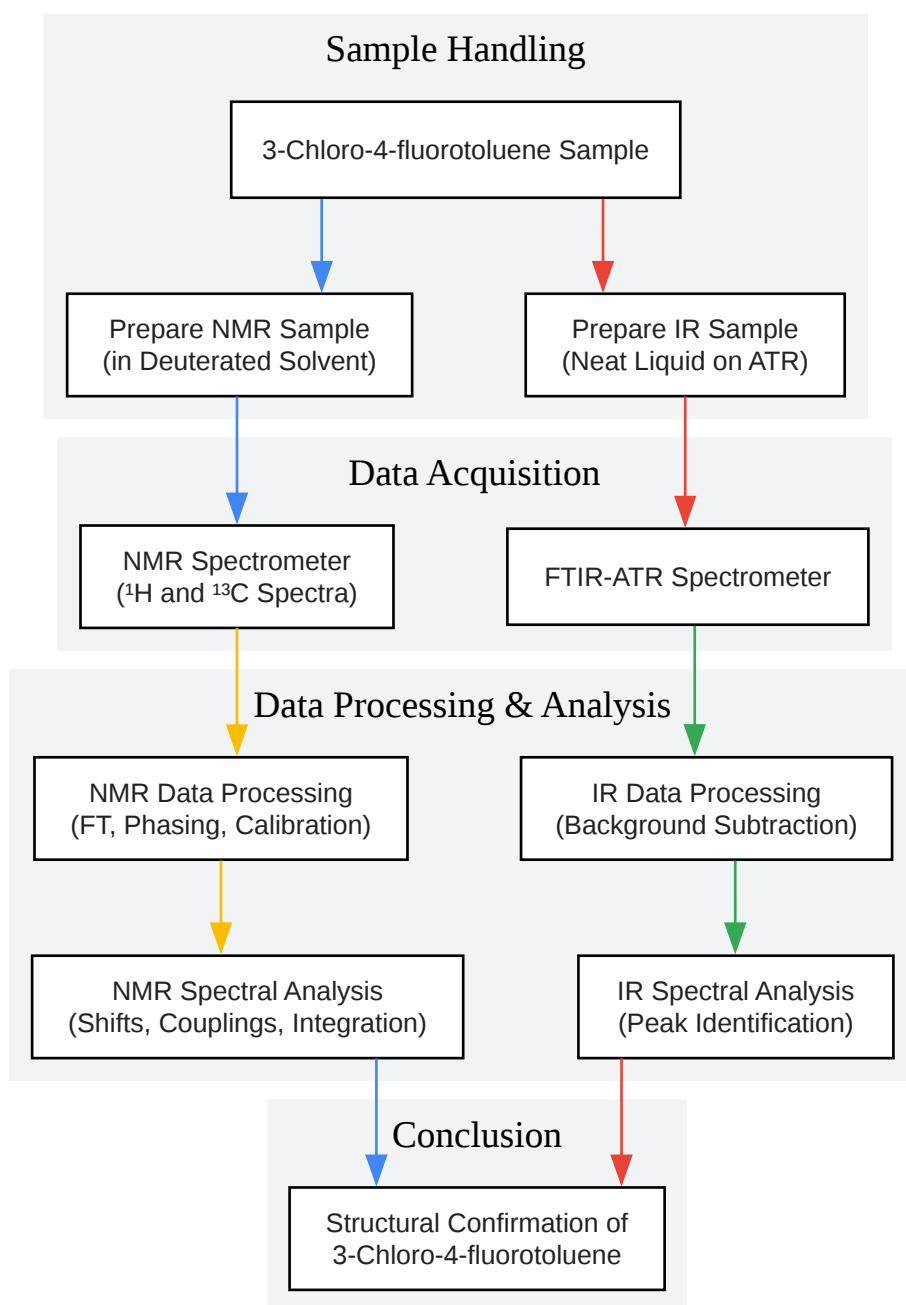 Sample Handling
3-Chloro-4-fluorotoluene Sample
Prepare NMR Sample
(in Deuterated Solvent)
Prepare IR Sample
(Neat Liquid on ATR)
Data Acquisition
NMR Spectrometer
(¹H and ¹³C Spectra)
FTIR-ATR Spectrometer
Data Processing & Analysis
NMR Data Processing
(FT, Phasing, Calibration)
IR Data Processing
(Background Subtraction)
NMR Spectral Analysis
(Shifts, Couplings, Integration)
IR Spectral Analysis
(Peak Identification)
Conclusion
Structural Confirmation of
3-Chloro-4-fluorotoluene